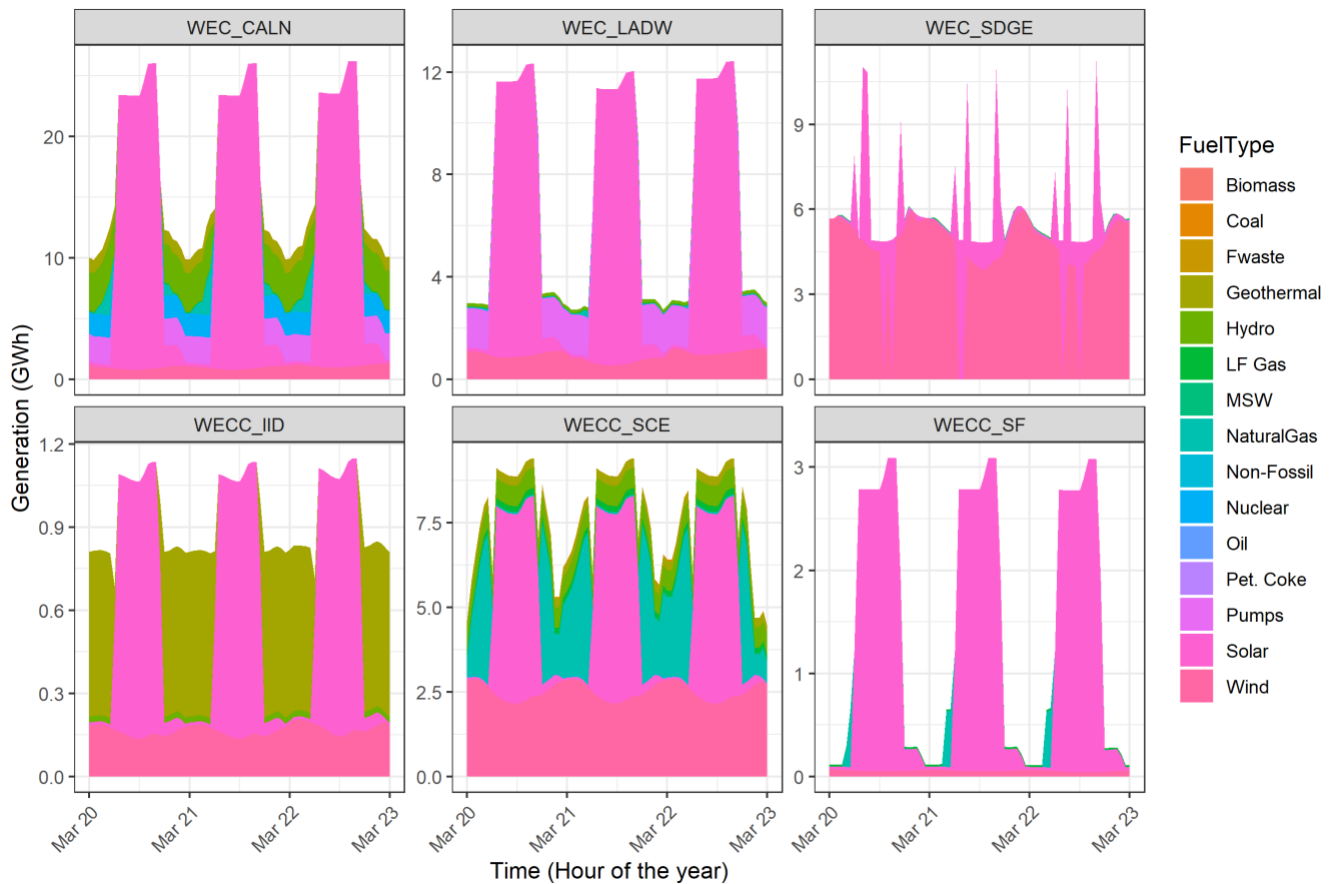 WEC_CALN
WEC_LADW
WEC_SDGE
20
10
0
12
8
4
0
9
6
3
0
WECC_IID
WECC_SCE
WECC_SF
1.2
0.9
0.6
0.3
0.0
7.5
5.0
2.5
0.0
3
2
1
0
Mar 20
Mar 21
Mar 22
Mar 23
Mar 20
Mar 21
Mar 22
Mar 23
Mar 20
Mar 21
Mar 22
Mar 23
Generation (GWh)
Time (Hour of the year)
FuelType
Biomass
Coal
Fwaste
Geothermal
Hydro
LF Gas
MSW
NaturalGas
Non-Fossil
Nuclear
Oil
Pet. Coke
Pumps
Solar
Wind